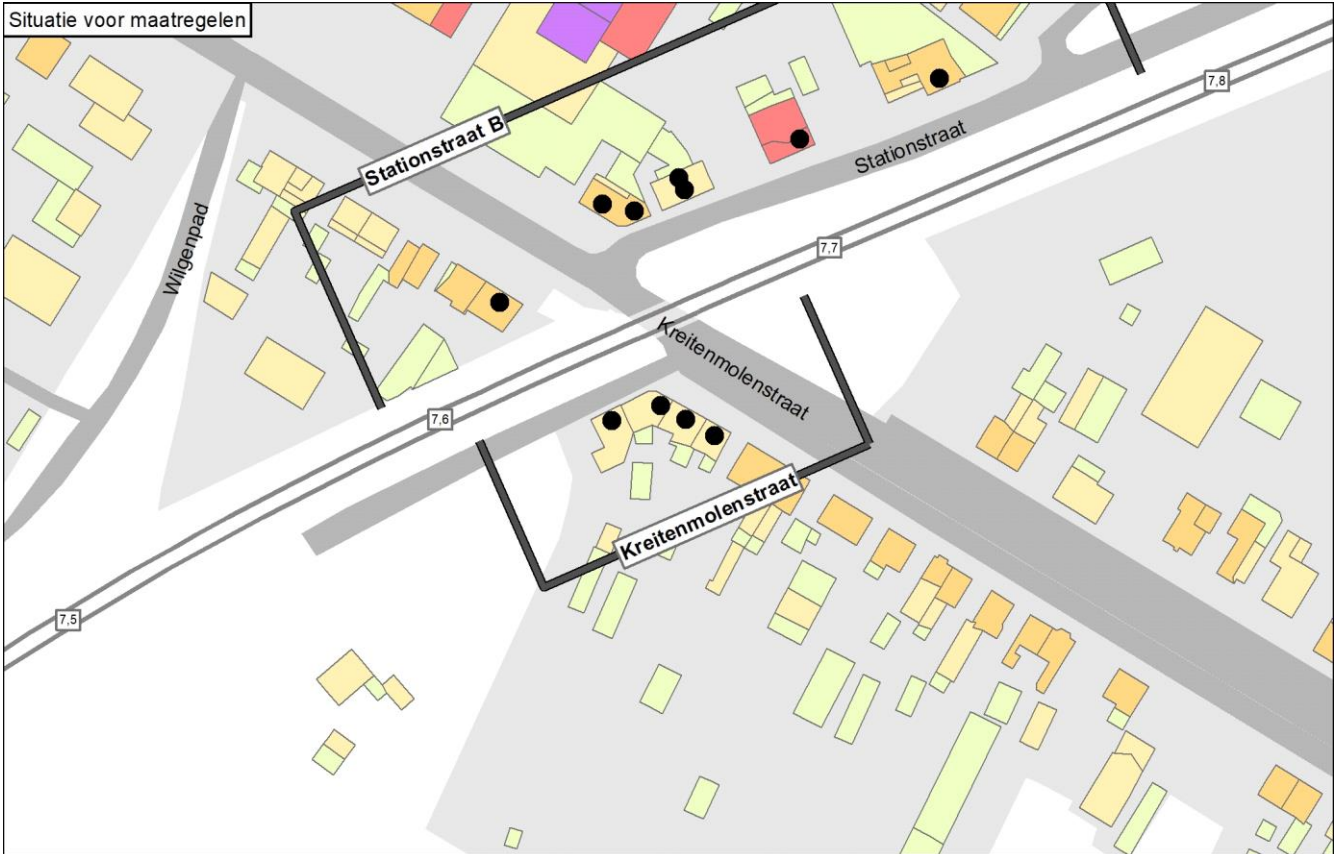 Situatie voor maatregelen
7,8
Stationstraat B
Stationstraat
Wilgenpad
7,7
Kreitenmolenstraat
7,6
Kreitenmolenstraat
7,5